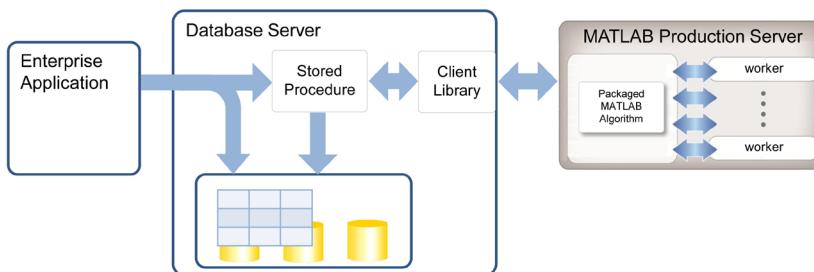 Enterprise
Application
Database Server
Stored
Procedure
Client
Library
MATLAB Production Server
Packaged
MATLAB
Algorithm
worker
worker